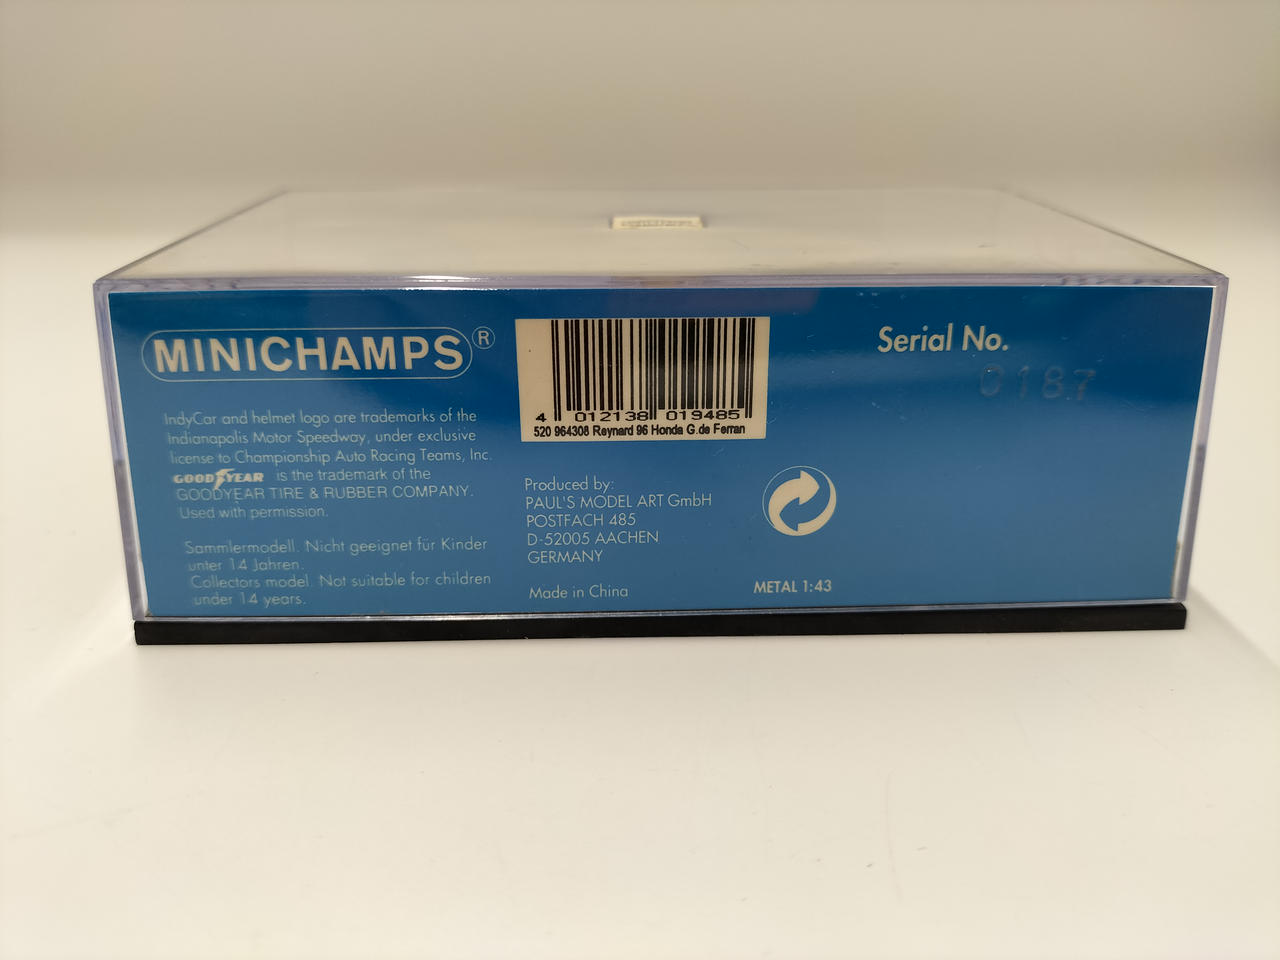 MINICHAMPS®
IndyCar and helmet logo are trademarks of the
Indianapolis Motor Speedway, under exclusive
license to Championship Auto Racing Teams, Inc.
GOODYEAR is the trademark of the
GOODYEAR TIRE & RUBBER COMPANY.
Used with permission.
Sammlermodell. Nicht geeignet für Kinder
unter 14 Jahren.
Collectors model. Not suitable for children
under 14 years.
4 012138 019485
520 964308 Reynard 96 Honda G.de Ferran
Produced by:
PAUL'S MODEL ART GmbH
POSTFACH 485
D-52005 AACHEN
GERMANY
Made in China
METAL 1:43
Serial No.
0187